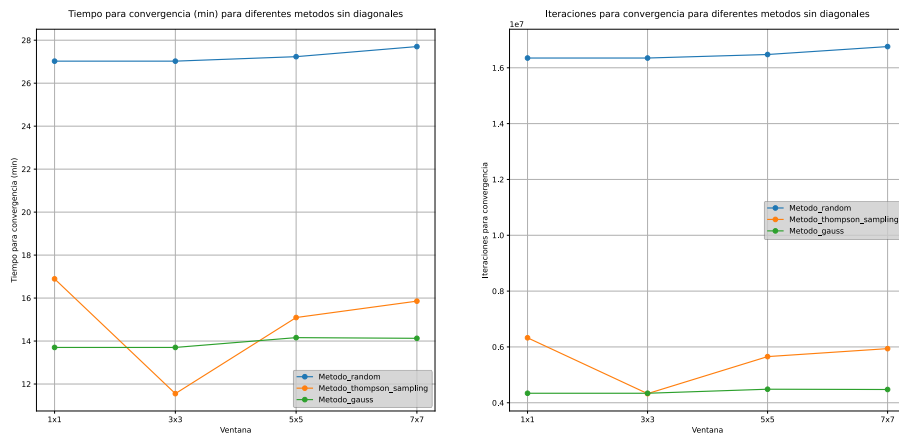 Tiempo para convergencia (min) para diferentes metodos sin diagonales
28
26
24
22
20
18
16
14
12
Tiempo para convergencia (min)
1x1
3x3
5x5
7x7
Ventana
Metodo_random
Metodo_thompson_sampling
Metodo_gauss
Iteraciones para convergencia para diferentes metodos sin diagonales
1e7
1.6
1.4
1.2
1.0
0.8
0.6
0.4
Iteraciones para convergencia
1x1
3x3
5x5
7x7
Ventana
Metodo_random
Metodo_thompson_sampling
Metodo_gauss